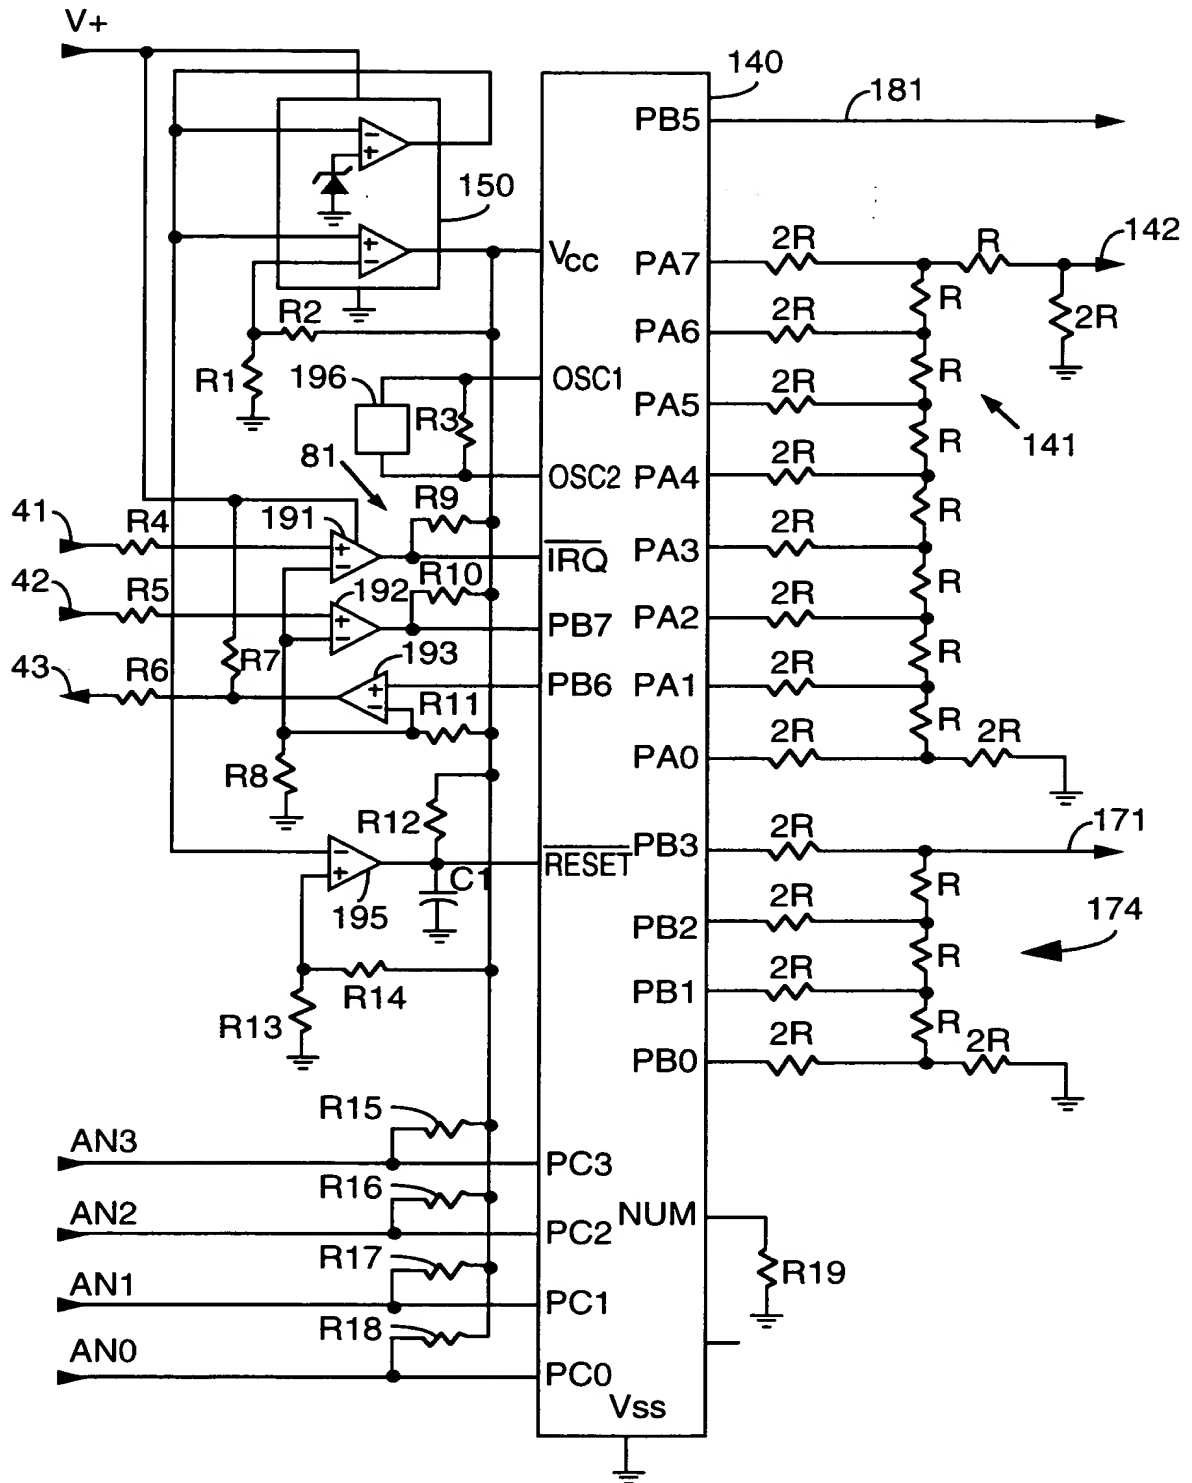 V+
140
181
PB5
150
142
2R
R
VCC
PA7
R
2R
R2
2R
PA6
R1
196
OSC1
R
2R
PA5
R3
141
81
R
2R
OSC2
PA4
R9
41
R4
191
R
2R
IRQ
PA3
R10
42
R5
192
R
2R
PB7
PA2
193
43
R6
R7
R
2R
PB6
PA1
R11
R
2R
2R
R8
PA0
R12
2R
171
PB3
RESET
C1
R
195
2R
174
PB2
R
R14
2R
PB1
R13
R
2R
2R
PB0
R15
AN3
PC3
R16
AN2
NUM
PC2
R17
R19
AN1
PC1
R18
AN0
PC0
Vss